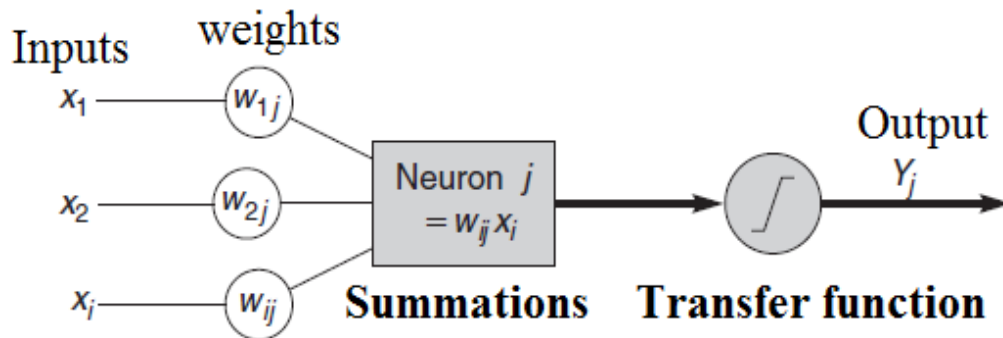 Inputs
weights
x₁
w₁ⱼ
x₂
w₂ⱼ
xᵢ
wᵢⱼ
Neuron j
= wᵢⱼ xᵢ
Summations
Transfer function
Output
Yⱼ